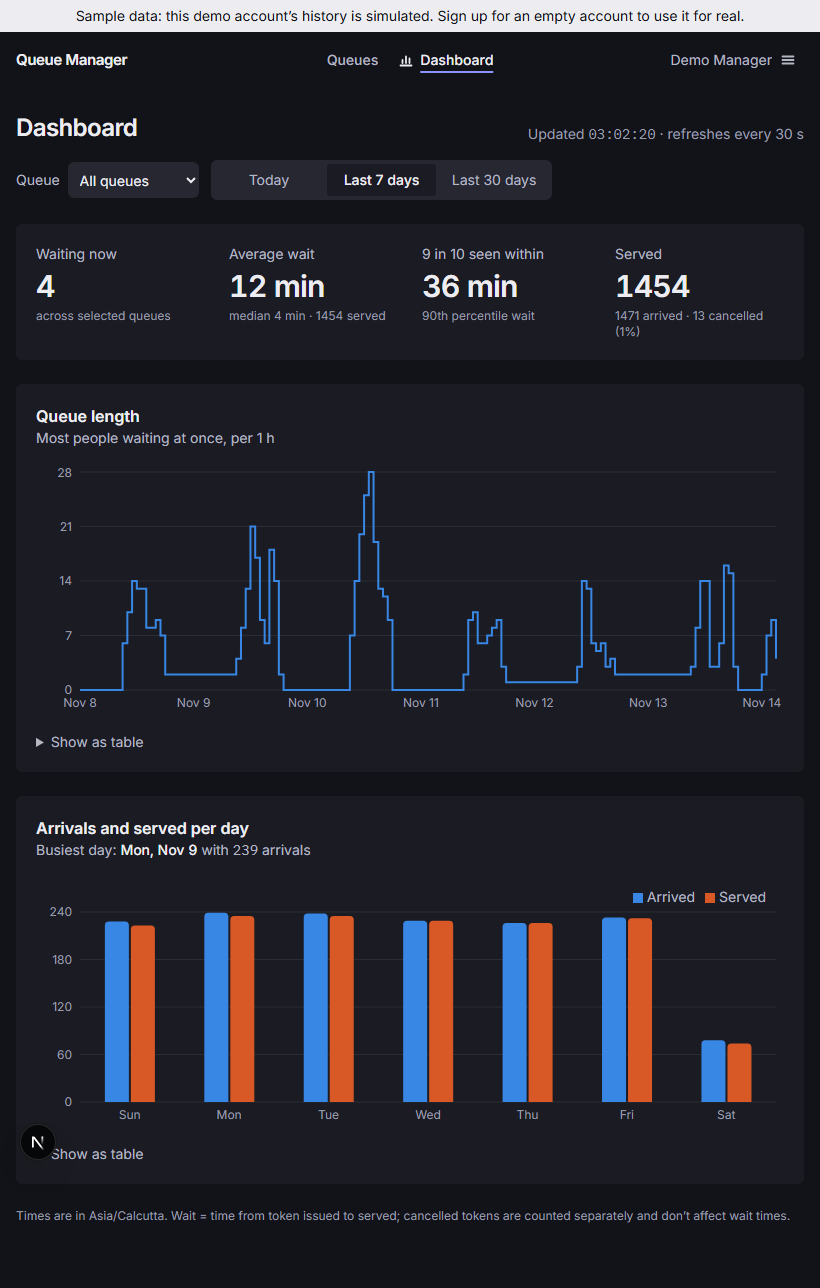 Sample data: this demo account’s history is simulated. Sign up for an empty account to use it for real.
Queue Manager
Queues
Dashboard
Demo Manager
Dashboard
Updated 03:02:20 · refreshes every 30 s
Queue
All queues
Today
Last 7 days
Last 30 days
Waiting now
4
across selected queues
Average wait
12 min
median 4 min · 1454 served
9 in 10 seen within
36 min
90th percentile wait
Served
1454
1471 arrived · 13 cancelled
(1%)
Queue length
Most people waiting at once, per 1 h
28
21
14
7
0
Nov 8
Nov 9
Nov 10
Nov 11
Nov 12
Nov 13
Nov 14
Show as table
Arrivals and served per day
Busiest day: Mon, Nov 9 with 239 arrivals
Arrived
Served
240
180
120
60
0
Sun
Mon
Tue
Wed
Thu
Fri
Sat
N
Show as table
Times are in Asia/Calcutta. Wait = time from token issued to served; cancelled tokens are counted separately and don’t affect wait times.